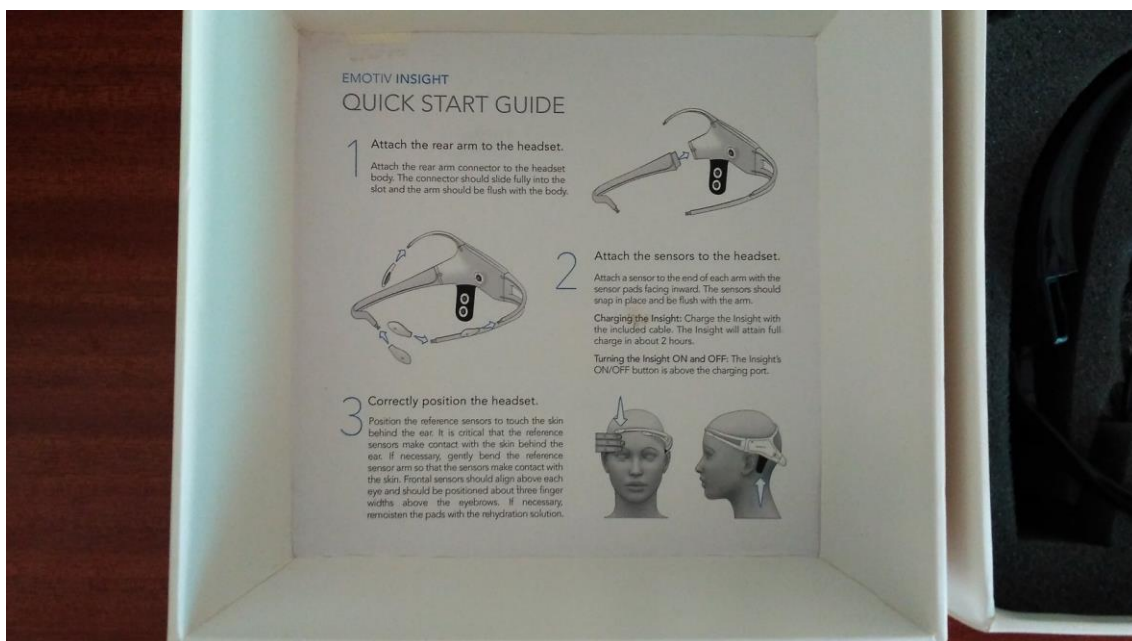 EMOTIV INSIGHT
QUICK START GUIDE
1
Attach the rear arm to the headset.
Attach the rear arm connector to the headset
body. The connector should slide fully into the
slot and the arm should be flush with the body.
2
Attach the sensors to the headset.
Attach a sensor to the end of each arm with the
sensor pads facing inward. The sensors should
snap in place and be flush with the arm.
Charging the Insight: Charge the Insight with
the included cable. The Insight will attain full
charge in about 2 hours.
Turning the Insight ON and OFF: The Insight's
ON/OFF button is above the charging port.
3
Correctly position the headset.
Position the reference sensors to touch the skin
behind the ear. It is critical that the reference
sensors make contact with the skin behind the
ear. If necessary, gently bend the reference
sensor arm so that the sensors make contact with
the skin. Frontal sensors should align above each
eye and should be positioned about three finger
widths above the eyebrows. If necessary,
remoisten the pads with the rehydration solution.